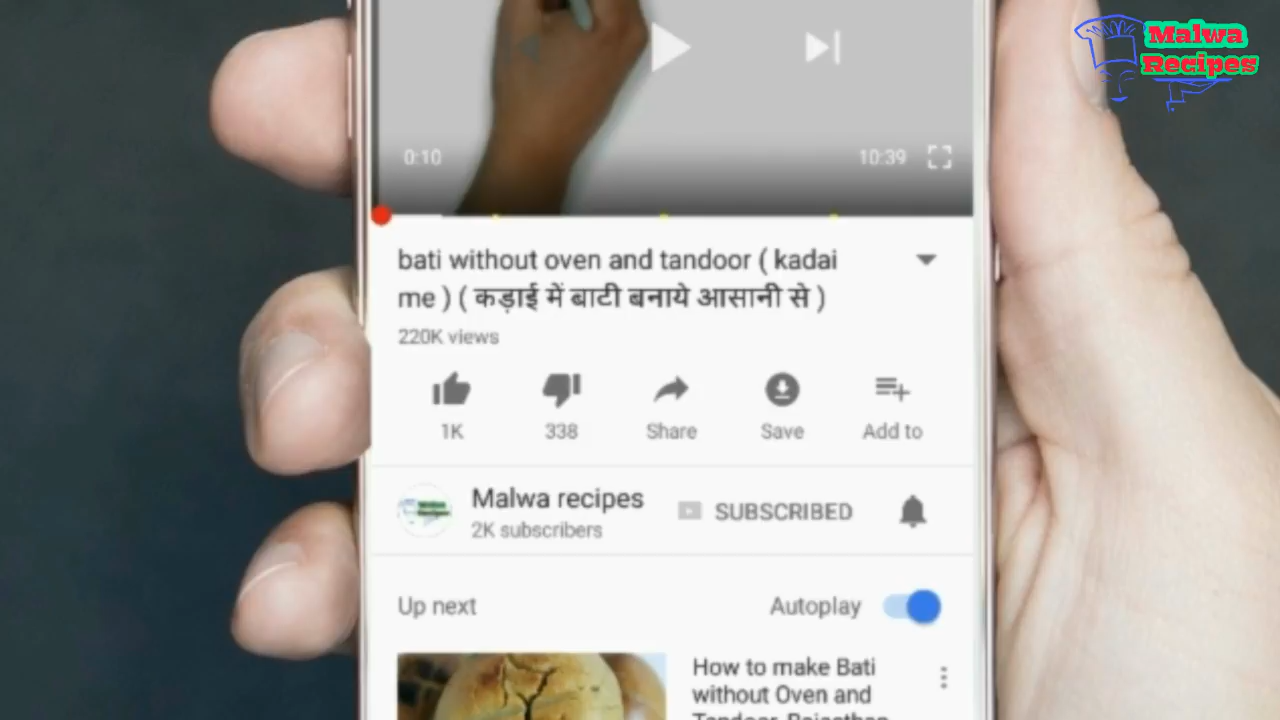 Malwa
Recipes
0:10
10:39
bati without oven and tandoor ( kadai
me ) ( कड़ाई में बाटी बनाये आसानी से )
220K views
1K
338
Share
Save
Add to
Malwa recipes
2K subscribers
SUBSCRIBED
Up next
Autoplay
How to make Bati
without Oven and
Tandoor, Rajasthan